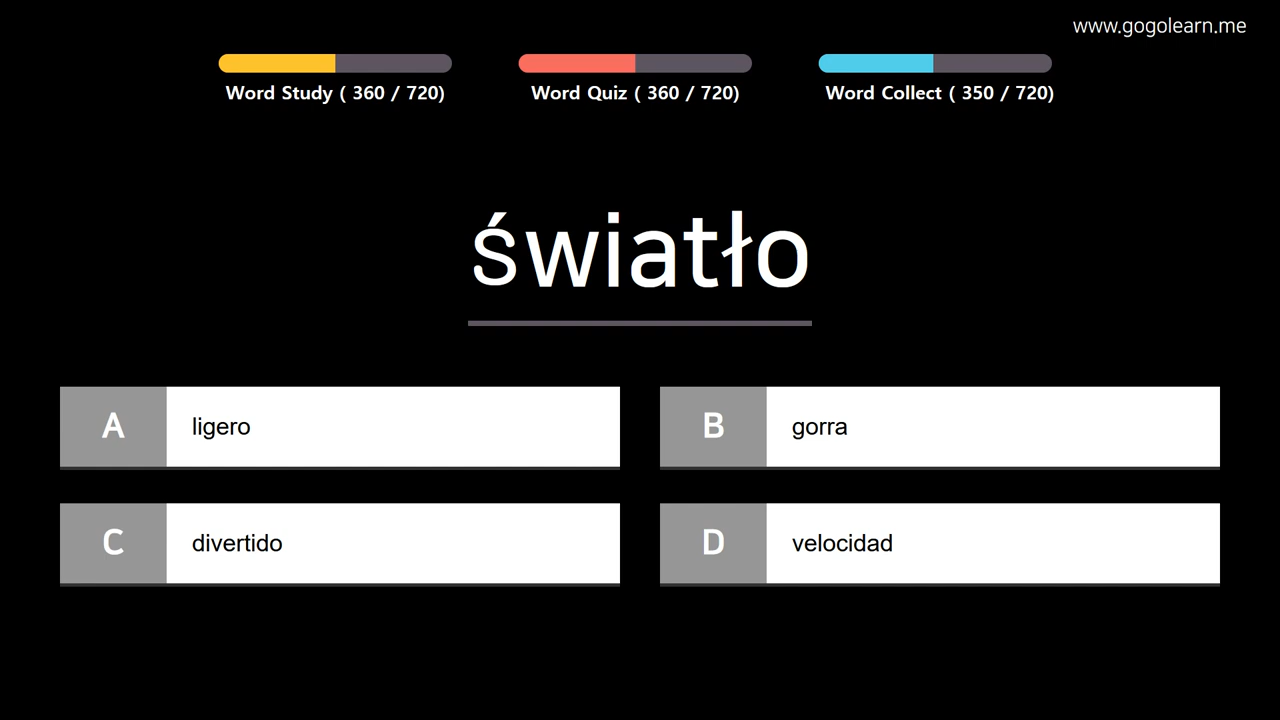 www.gogolearn.me
Word Study ( 360 / 720)
Word Quiz ( 360 / 720)
Word Collect ( 350 / 720)
światło
A ligero
B gorra
C divertido
D velocidad